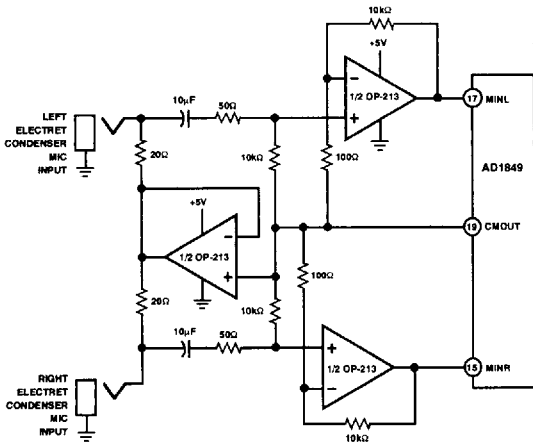 10kΩ
+5V
1/2 OP-213
17 MINL
LEFT
ELECTRET
CONDENSER
MIC
INPUT
10µF
50Ω
20Ω
10kΩ
100Ω
AD1849
+5V
1/2 OP-213
19 CMOUT
20Ω
10kΩ
100Ω
10µF
50Ω
1/2 OP-213
15 MINR
RIGHT
ELECTRET
CONDENSER
MIC
INPUT
10kΩ